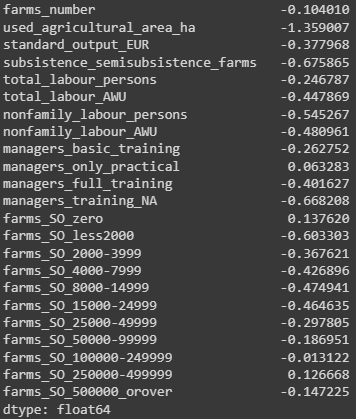 farms_number -0.104010
used_agricultural_area_ha -1.359007
standard_output_EUR -0.377968
subsistence_semisubsistence_farms -0.675865
total_labour_persons -0.246787
total_labour_AWU -0.447869
nonfamily_labour_persons -0.545267
nonfamily_labour_AWU -0.480961
managers_basic_training -0.262752
managers_only_practical 0.063283
managers_full_training -0.401627
managers_training_NA -0.668208
farms_SO_zero 0.137620
farms_SO_less2000 -0.603303
farms_SO_2000-3999 -0.367621
farms_SO_4000-7999 -0.426896
farms_SO_8000-14999 -0.474941
farms_SO_15000-24999 -0.464635
farms_SO_25000-49999 -0.297805
farms_SO_50000-99999 -0.186951
farms_SO_100000-249999 -0.013122
farms_SO_250000-499999 0.126668
farms_SO_500000_orover -0.147225
dtype: float64